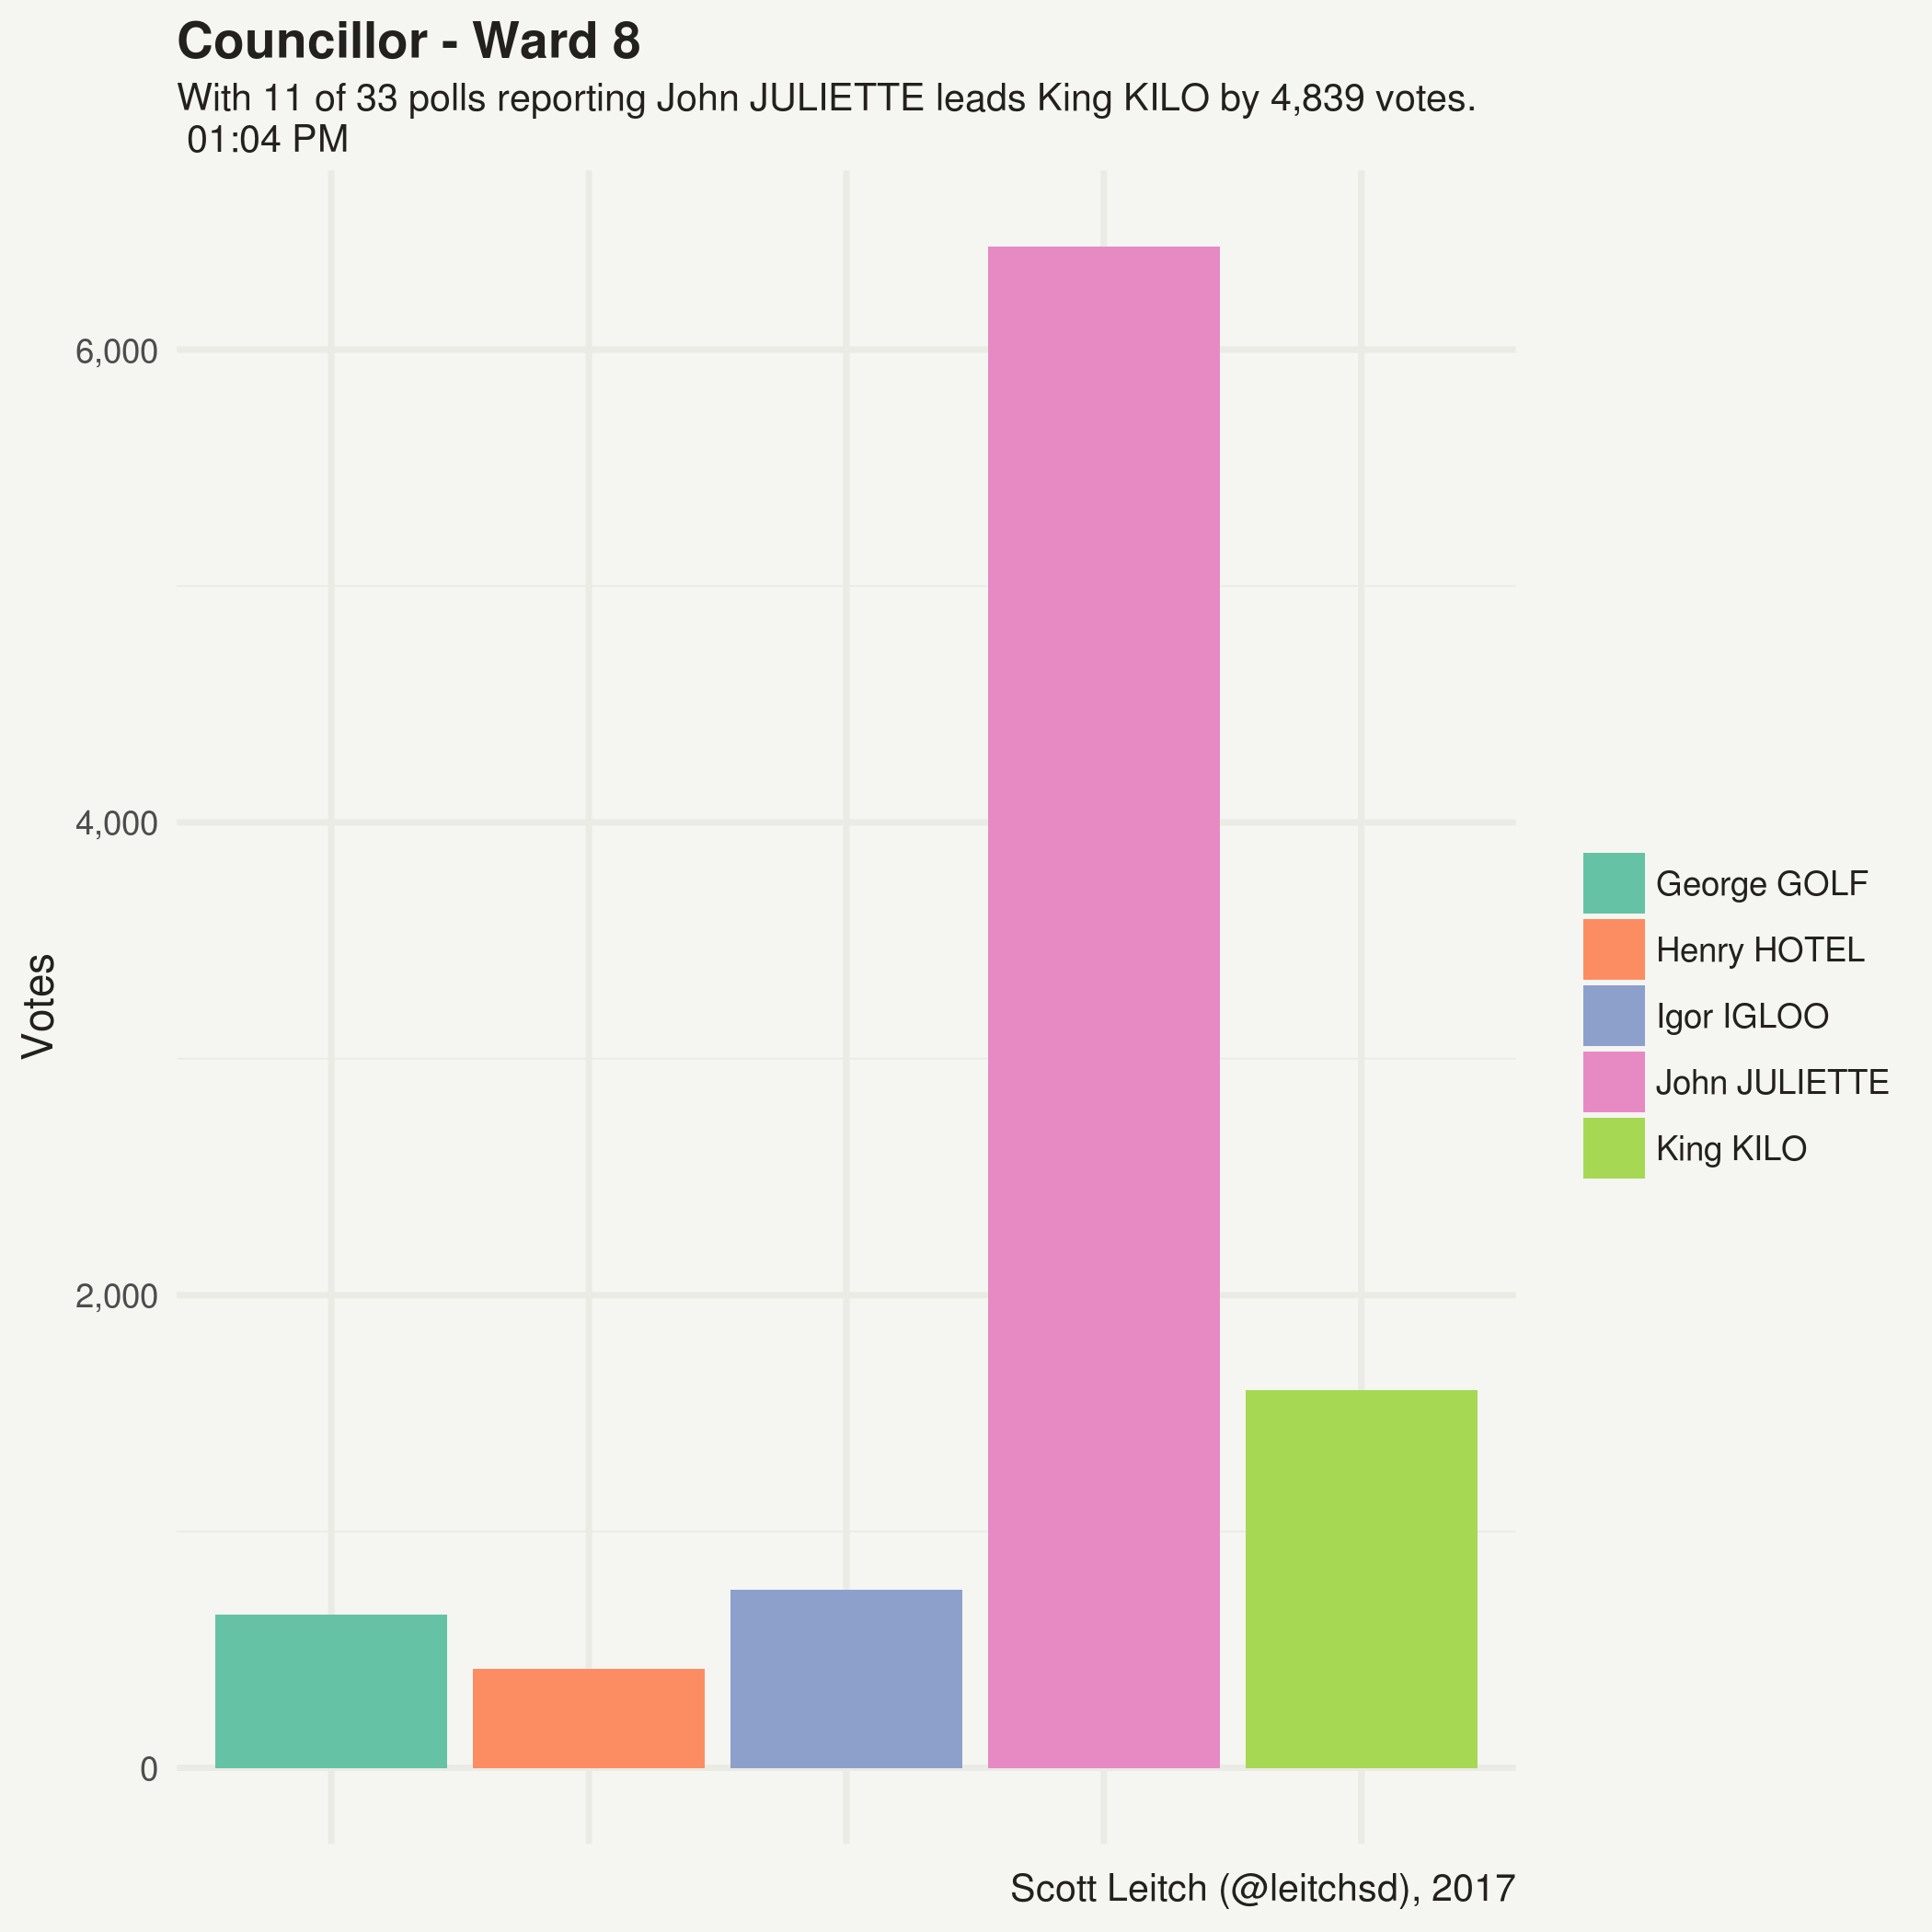 Councillor - Ward 8
With 11 of 33 polls reporting John JULIETTE leads King KILO by 4,839 votes.
01:04 PM
6,000
4,000
2,000
0
Votes
George GOLF
Henry HOTEL
Igor IGLOO
John JULIETTE
King KILO
Scott Leitch (@leitchsd), 2017